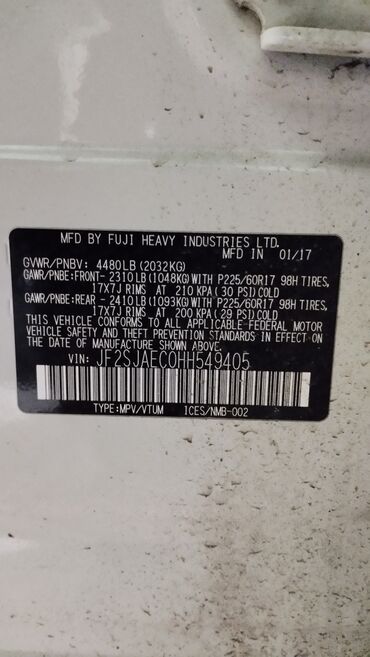 MFD BY FUJI HEAVY INDUSTRIES LTD.
MFD IN 01/17
GVWR/PNBV: 4480LB(2032KG)
GAWR/PNBE:FRONT-2310LB(1048KG)WITH P225/60R17 98H TIRES,
17X7J RIMS AT 210 KPA(30 PSI)COLD
GAWR/PNBE:REAR -2410LB(1093KG)WITH P225/60R17 98H TIRES,
17X7J RIMS AT 200 KPA(29 PSI)COLD
THIS VEHICLE CONFORMS TO ALL APPLICABLE FEDERAL MOTOR
VEHICLE SAFETY AND THEFT PREVENTION STANDARDS IN EFFECT ON
THE DATE OF MANUFACTURE SHOWN ABOVE.
VIN: JF2SJAEC0HH549405
TYPE:MPV/VTUM 1CES/NMB-002